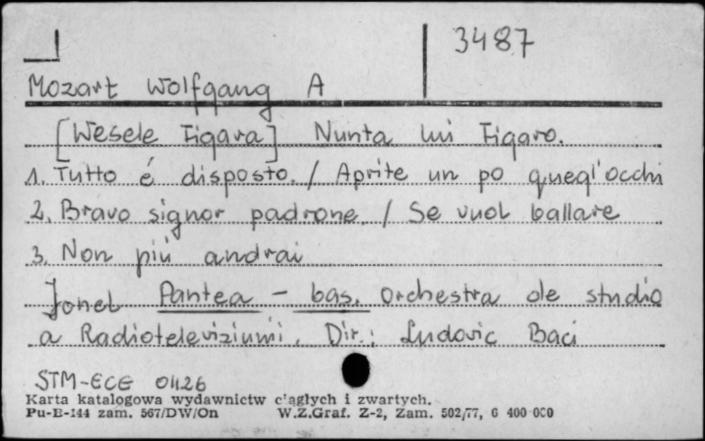 3487
Mozart Wolfgang A
[Wesele Figara] Nunta lui Figaro.
1. Tutto é disposto. / Aprite un po quegl'occhi
2. Bravo signor padrone. / Se vuol ballare
3. Non più andrai
Jonel Pantea - bas. Orchestra de studio
a Radioteleviziunii. Dir.: Ludovic Baci
STM-ECE 01126
Karta katalogowa wydawnictw ciągłych i zwartych.
Pu-B-144 zam. 567/DW/On W.Z.Graf. Z-2, Zam. 502/77, 6 400 000